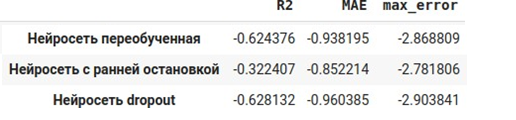 R2 MAE max_error
Нейросеть переобученная -0.624376 -0.938195 -2.868809
Нейросеть с ранней остановкой -0.322407 -0.852214 -2.781806
Нейросеть dropout -0.628132 -0.960385 -2.903841